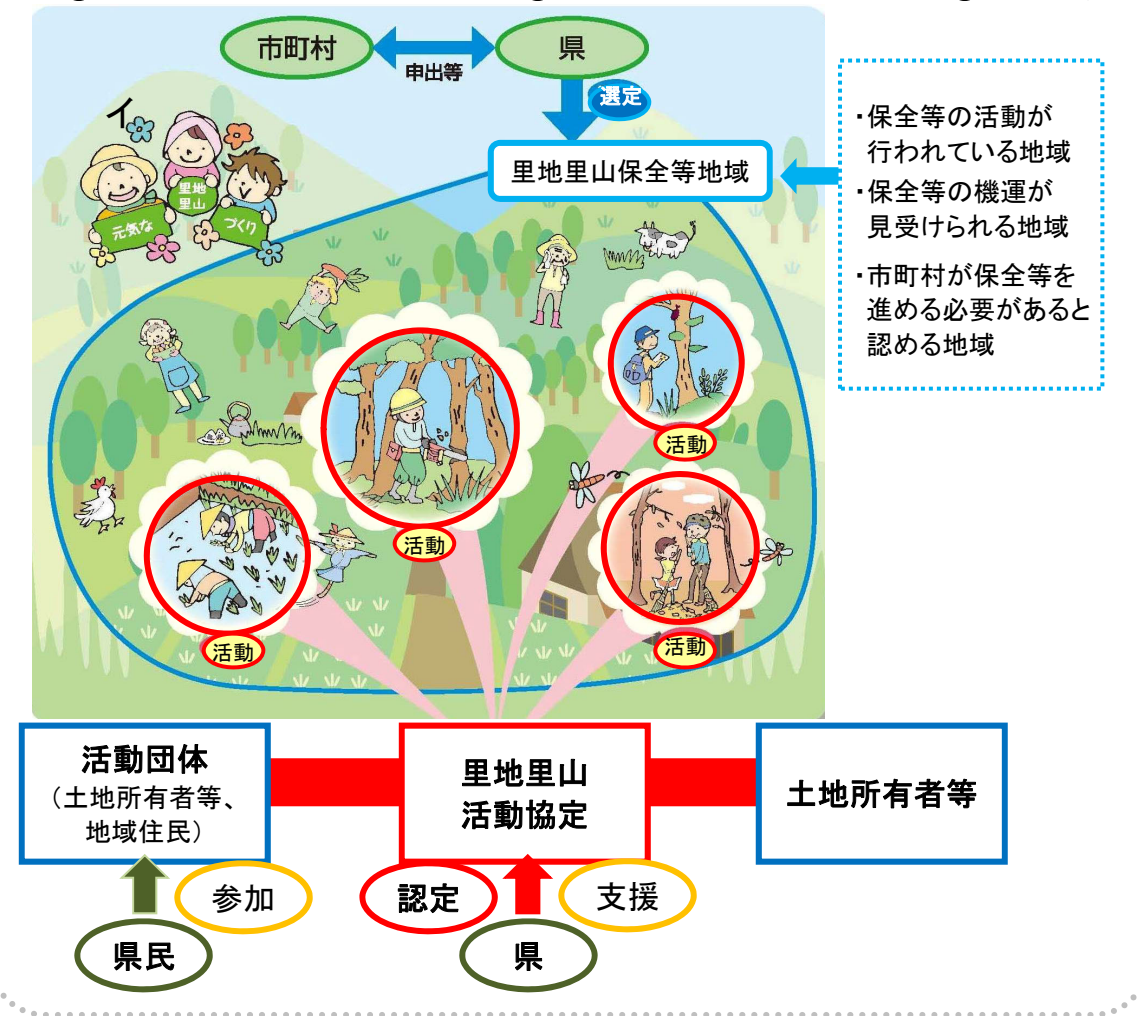 市町村
県
申出等
選定
里地里山保全等地域
・保全等の活動が
行われている地域
・保全等の機運が
見受けられる地域
・市町村が保全等を
進める必要があると
認める地域
イ
里地
里山
元気な
づくり
活動
活動
活動
活動
活動団体
（土地所有者等、
地域住民）
里地里山
活動協定
土地所有者等
参加
認定
支援
県民
県